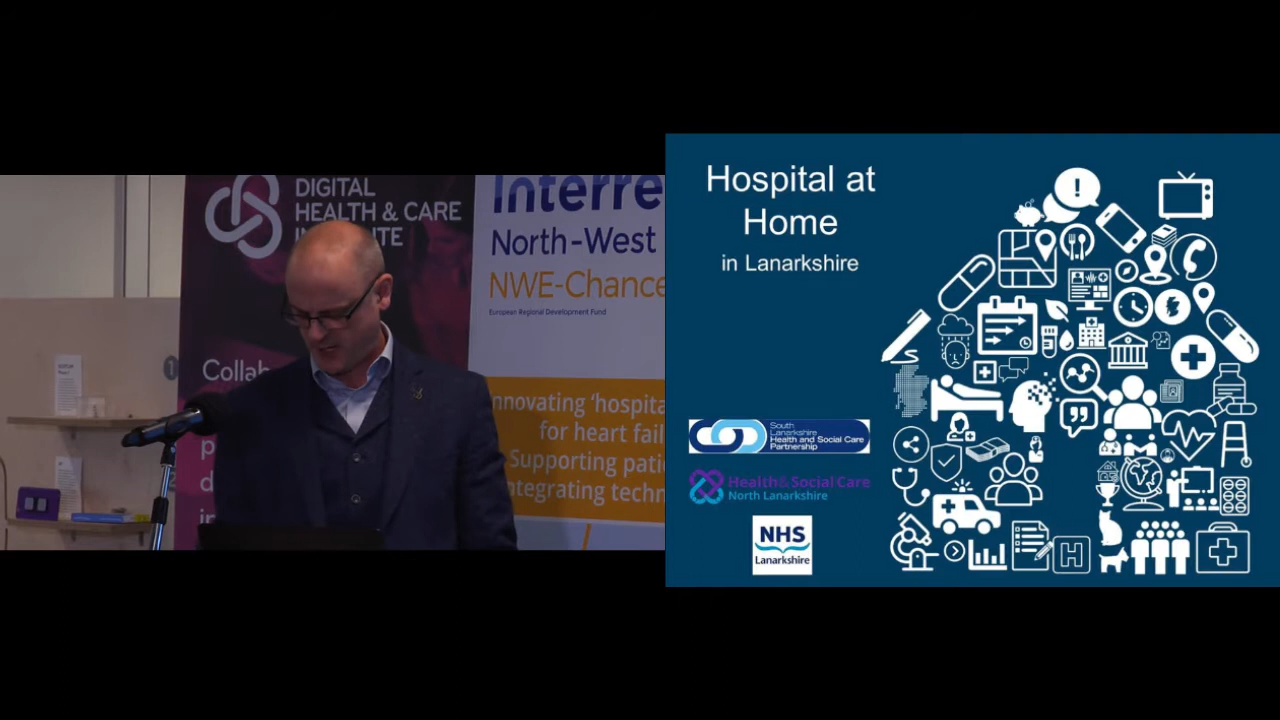 DIGITAL
HEALTH & CARE
Interre
North-West
NWE-Chance
European Regional Development Fund
Collab
nnovating 'hospita
for heart fail
Supporting patie
ntegrating techn
Hospital at
Home
in Lanarkshire
South
Lanarkshire
Health and Social Care
Partnership
Health&Social Care
North Lanarkshire
NHS
Lanarkshire
H